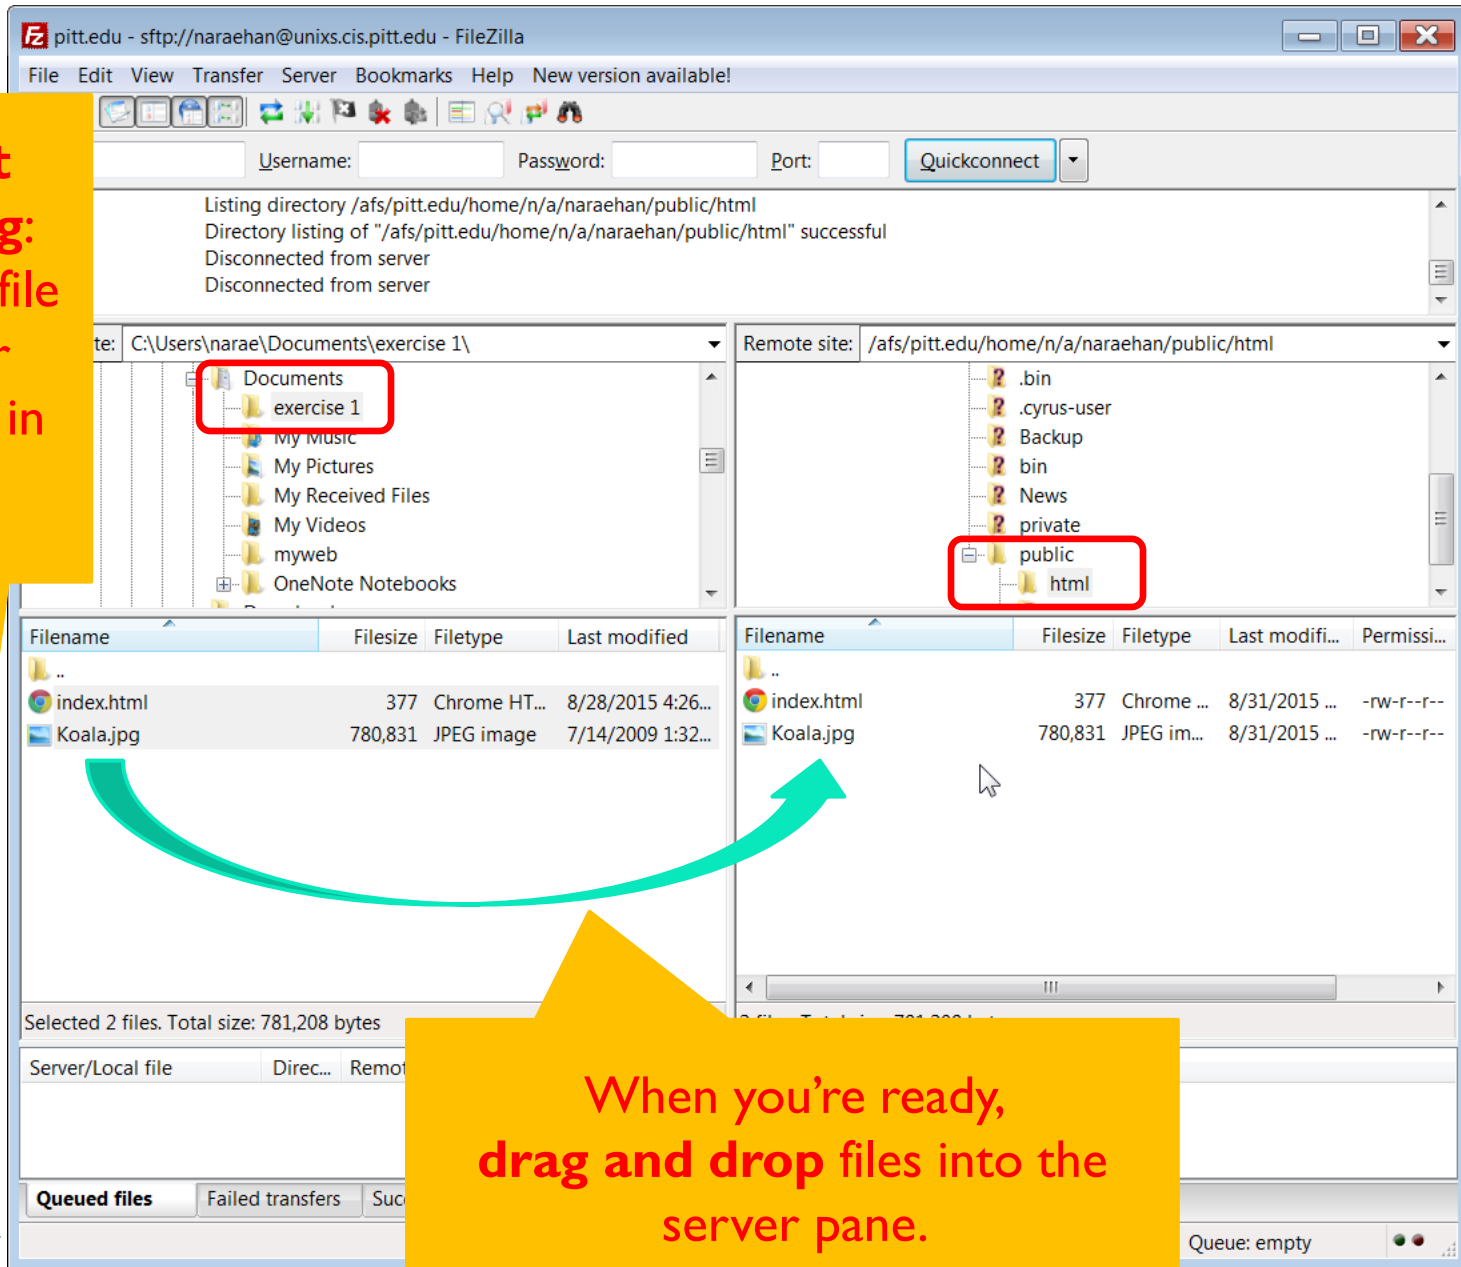 pitt.edu - sftp://naraehan@unixs.cis.pitt.edu - FileZilla
File Edit View Transfer Server Bookmarks Help New version available!
Username: Password: Port: Quickconnect
Listing directory /afs/pitt.edu/home/n/a/naraehan/public/html
Directory listing of "/afs/pitt.edu/home/n/a/naraehan/public/html" successful
Disconnected from server
Disconnected from server
t
g:
file
r
in
te: C:\Users\narae\Documents\exercise 1\
Documents
exercise 1
My Music
My Pictures
My Received Files
My Videos
myweb
OneNote Notebooks
Remote site: /afs/pitt.edu/home/n/a/naraehan/public/html
.bin
.cyrus-user
Backup
bin
News
private
public
html
Filename Filesize Filetype Last modified
..
index.html 377 Chrome HT... 8/28/2015 4:26...
Koala.jpg 780,831 JPEG image 7/14/2009 1:32...
Selected 2 files. Total size: 781,208 bytes
Filename Filesize Filetype Last modifi... Permissi...
..
index.html 377 Chrome ... 8/31/2015 ... -rw-r--r--
Koala.jpg 780,831 JPEG im... 8/31/2015 ... -rw-r--r--
Server/Local file Direc... Remot
When you're ready,
drag and drop files into the
server pane.
Queued files Failed transfers Suc
Queue: empty